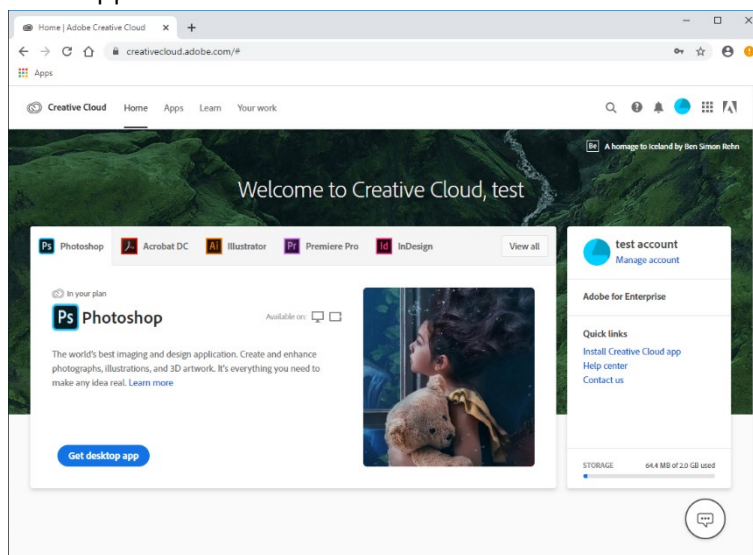 Home | Adobe Creative Cloud
creativecloud.adobe.com/#
Apps
Creative Cloud Home Apps Learn Your work
Be A homage to Iceland by Ben Simon Rehn
Welcome to Creative Cloud, test
Ps Photoshop Acrobat DC Ai Illustrator Pr Premiere Pro Id InDesign View all
In your plan
Ps Photoshop
Available on:
The world's best imaging and design application. Create and enhance
photographs, illustrations, and 3D artwork. It's everything you need to
make any idea real. Learn more
Get desktop app
test account
Manage account
Adobe for Enterprise
Quick links
Install Creative Cloud app
Help center
Contact us
STORAGE 64.4 MB of 2.0 GB used